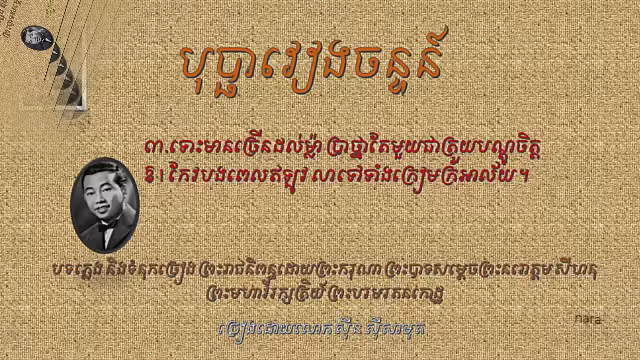 បុប្ផាវៀងចន្ទន៍
៣.ទោះមានច្រើនដល់ម្ល៉ា ប្រាថ្នាតែមួយជាត្រួយបណ្ដូចិត្ត
ឱ ! កែវបងពេលឥឡូវ លាទៅទាំងក្រៀមក្រំអាល័យ ។
បទភ្លេង និងទំនុកច្រៀង ព្រះរាជនិពន្ធដោយព្រះករុណា ព្រះបាទសម្ដេចព្រះនរោត្តម សីហនុ
ព្រះមហាវីរក្សត្រិយ៍ ព្រះបរមរតនកោដ្ឋ
ច្រៀងដោយលោក ស៊ីន ស៊ីសាមុត
nara